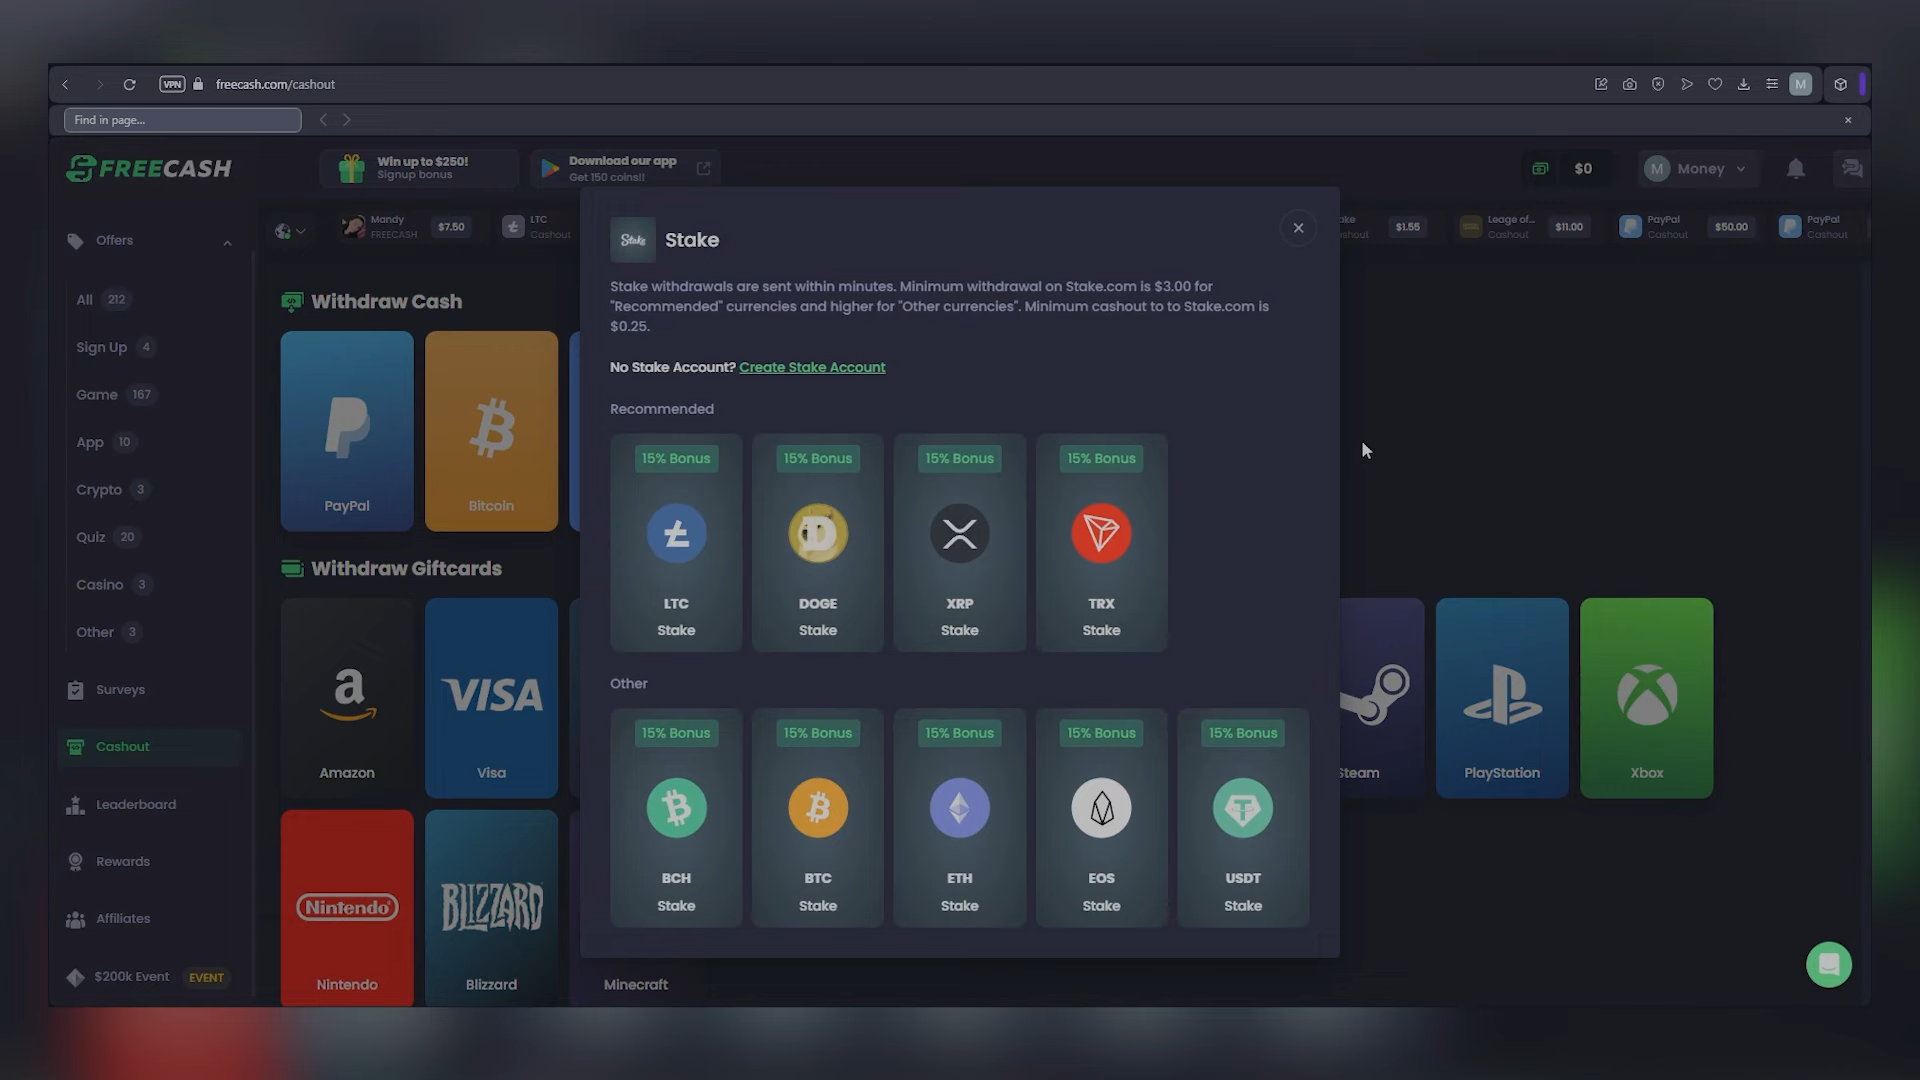 VPN
freecash.com/cashout
M
Find in page...
FREECASH
Win up to $250!
Signup bonus
Download our app
Get 150 coins!!
$0
M
Money
Mandy
FREECASH
$7.50
LTC
Cashout
$1.55
Leage of...
Cashout
$11.00
PayPal
Cashout
$50.00
PayPal
Cashout
Offers
All 212
Sign Up 4
Game 167
App 10
Crypto 3
Quiz 20
Casino 3
Other 3
Surveys
Cashout
Leaderboard
Rewards
Affiliates
$200k Event EVENT
Withdraw Cash
PayPal
Bitcoin
Withdraw Giftcards
a
Amazon
VISA
Visa
Nintendo
Nintendo
BLIZZARD
Blizzard
Minecraft
Steam
PlayStation
Xbox
Stake
Stake
Stake withdrawals are sent within minutes. Minimum withdrawal on Stake.com is $3.00 for
"Recommended" currencies and higher for "Other currencies". Minimum cashout to to Stake.com is
$0.25.
No Stake Account? Create Stake Account
Recommended
15% Bonus
LTC
Stake
15% Bonus
DOGE
Stake
15% Bonus
XRP
Stake
15% Bonus
TRX
Stake
Other
15% Bonus
BCH
Stake
15% Bonus
BTC
Stake
15% Bonus
ETH
Stake
15% Bonus
EOS
Stake
15% Bonus
USDT
Stake